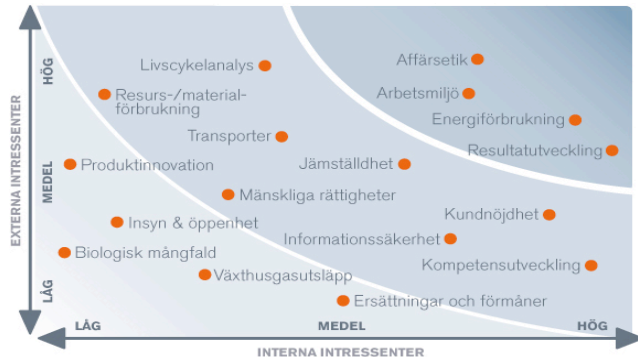 HÖG
Affärsetik
Livscykelanalys
Resurs-/material-
förbrukning
Arbetsmiljö
Energiförbrukning
Transporter
Resultatutveckling
EXTERNA INTRESSENTER
MEDEL
Produktinnovation
Jämställdhet
Mänskliga rättigheter
Insyn & öppenhet
Kundnöjdhet
Informationssäkerhet
Biologisk mångfald
Kompetensutveckling
Växthusgasutsläpp
LÅG
Ersättningar och förmåner
LÅG
MEDEL
HÖG
INTERNA INTRESSENTER